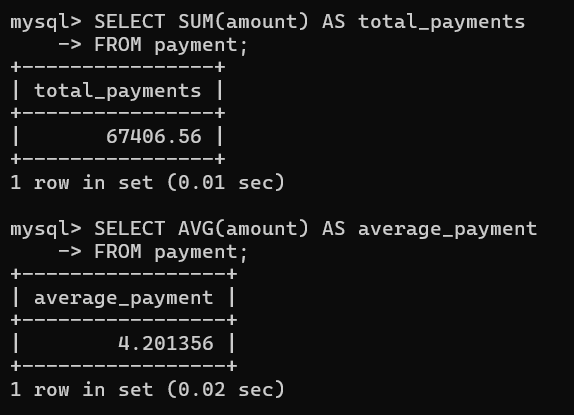 mysql> SELECT SUM(amount) AS total_payments
    -> FROM payment;
+----------------+
| total_payments |
+----------------+
|       67406.56 |
+----------------+
1 row in set (0.01 sec)

mysql> SELECT AVG(amount) AS average_payment
    -> FROM payment;
+-----------------+
| average_payment |
+-----------------+
|        4.201356 |
+-----------------+
1 row in set (0.02 sec)